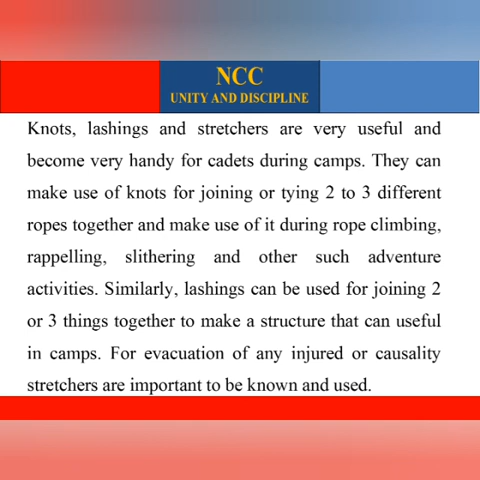 NCC
UNITY AND DISCIPLINE
Knots, lashings and stretchers are very useful and
become very handy for cadets during camps. They can
make use of knots for joining or tying 2 to 3 different
ropes together and make use of it during rope climbing,
rappelling, slithering and other such adventure
activities. Similarly, lashings can be used for joining 2
or 3 things together to make a structure that can useful
in camps. For evacuation of any injured or causality
stretchers are important to be known and used.